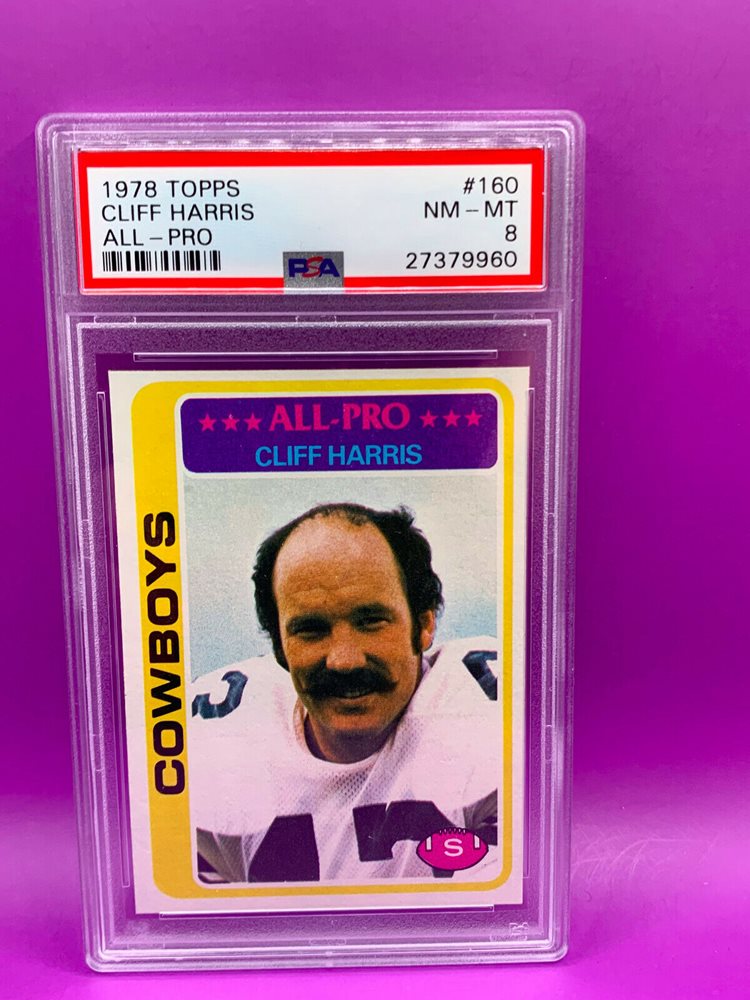 1978 TOPPS #160
CLIFF HARRIS NM - MT
ALL - PRO 8
PSA 27379960
★★★ ALL-PRO ★★★
CLIFF HARRIS
COWBOYS
S